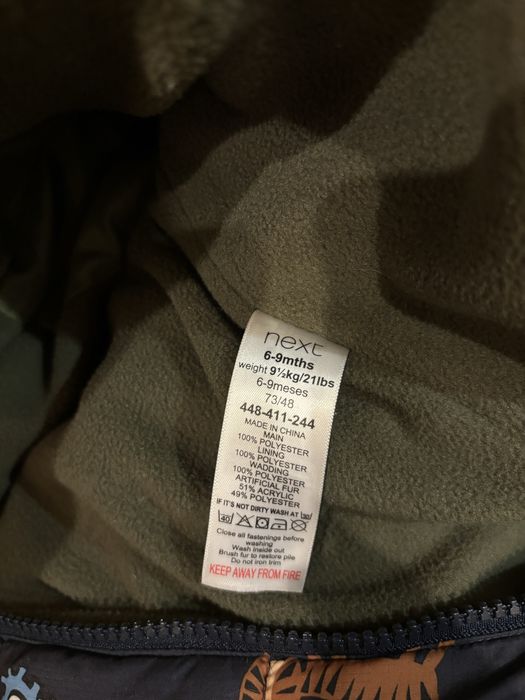 next
6-9mths
weight 9½kg/21lbs
6-9meses
73/48
448-411-244
MADE IN CHINA
MAIN
100% POLYESTER
LINING
100% POLYESTER
WADDING
100% POLYESTER
ARTIFICIAL FUR
51% ACRYLIC
49% POLYESTER
IF IT'S NOT DIRTY WASH AT 30
40
Close all fastenings before
washing
Wash inside out
Brush fur to restore pile
Do not iron trim
KEEP AWAY FROM FIRE